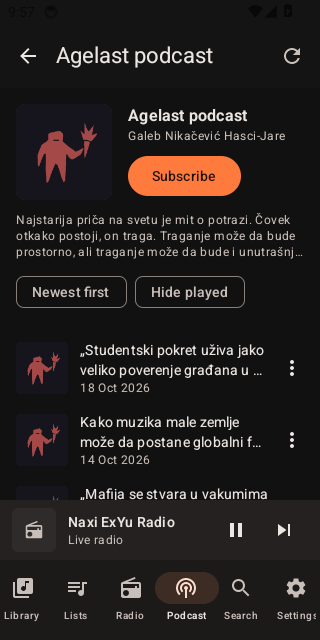 9:57
Agelast podcast
Agelast podcast
Galeb Nikačević Hasci-Jare
Subscribe
Najstarija priča na svetu je mit o potrazi. Čovek
otkako postoji, on traga. Traganje može da bude
prostorno, ali traganje može da bude i unutrašnj…
Newest first
Hide played
„Studentski pokret uživa jako
veliko poverenje građana u …
18 Oct 2026
Kako muzika male zemlje
može da postane globalni f…
14 Oct 2026
„Mafija se stvara u vakuumima
Naxi ExYu Radio
Live radio
Library
Lists
Radio
Podcast
Search
Settings